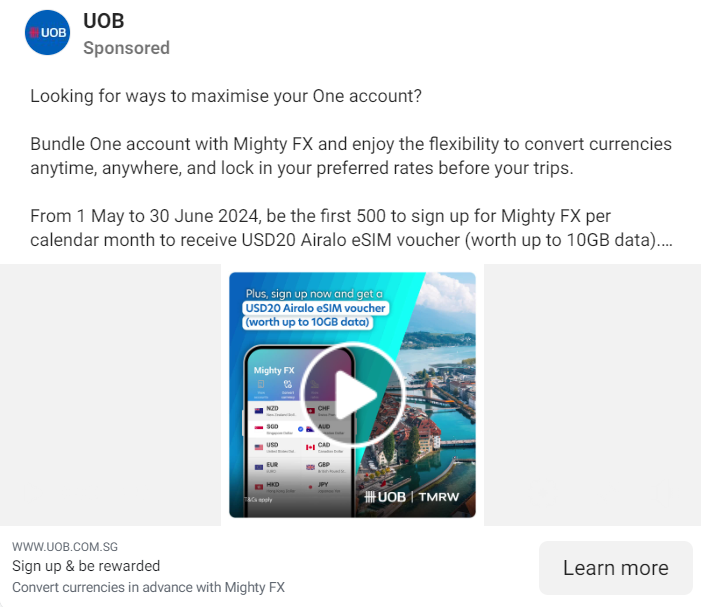 UOB
UOB
Sponsored
Looking for ways to maximise your One account?
Bundle One account with Mighty FX and enjoy the flexibility to convert currencies
anytime, anywhere, and lock in your preferred rates before your trips.
From 1 May to 30 June 2024, be the first 500 to sign up for Mighty FX per
calendar month to receive USD20 Airalo eSIM voucher (worth up to 10GB data)....
Plus, sign up now and get a
USD20 Airalo eSIM voucher
(worth up to 10GB data)
Mighty FX
NZD
CHF
SGD
AUD
USD
CAD
Canadian Dollar
EUR
EURO
GBP
HKD
JPY
T&Cs apply
UOB | TMRW
WWW.UOB.COM.SG
Sign up & be rewarded
Convert currencies in advance with Mighty FX
Learn more